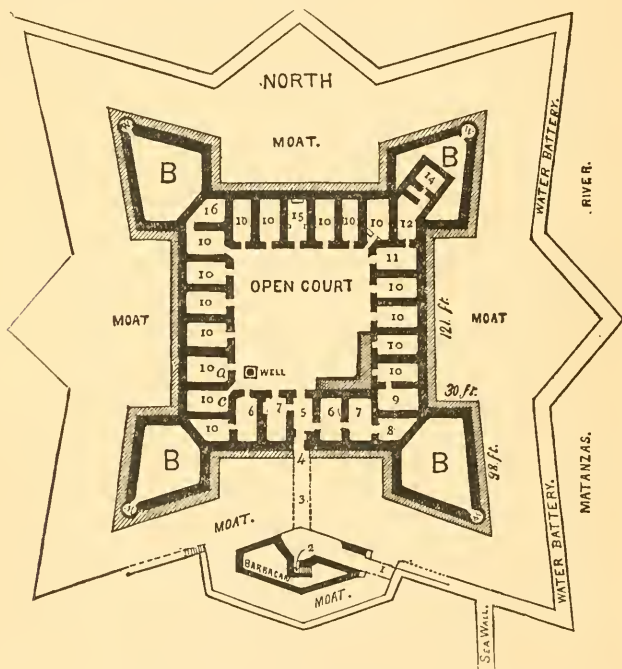 NORTH
MOAT.
WATER BATTERY.
RIVER.
B
B
14
16
10
10
15
10
10
10
12
10
11
10
10
OPEN COURT
10
10
10
MOAT
MOAT
121. ft.
10
10
10a
WELL
10
30 ft.
10c
6
7
5
6
7
9
10
8
B
B
98. ft.
4
MATANZAS.
3
MOAT.
2
BARBACAN
1
MOAT.
WATER BATTERY.
SEA WALL.